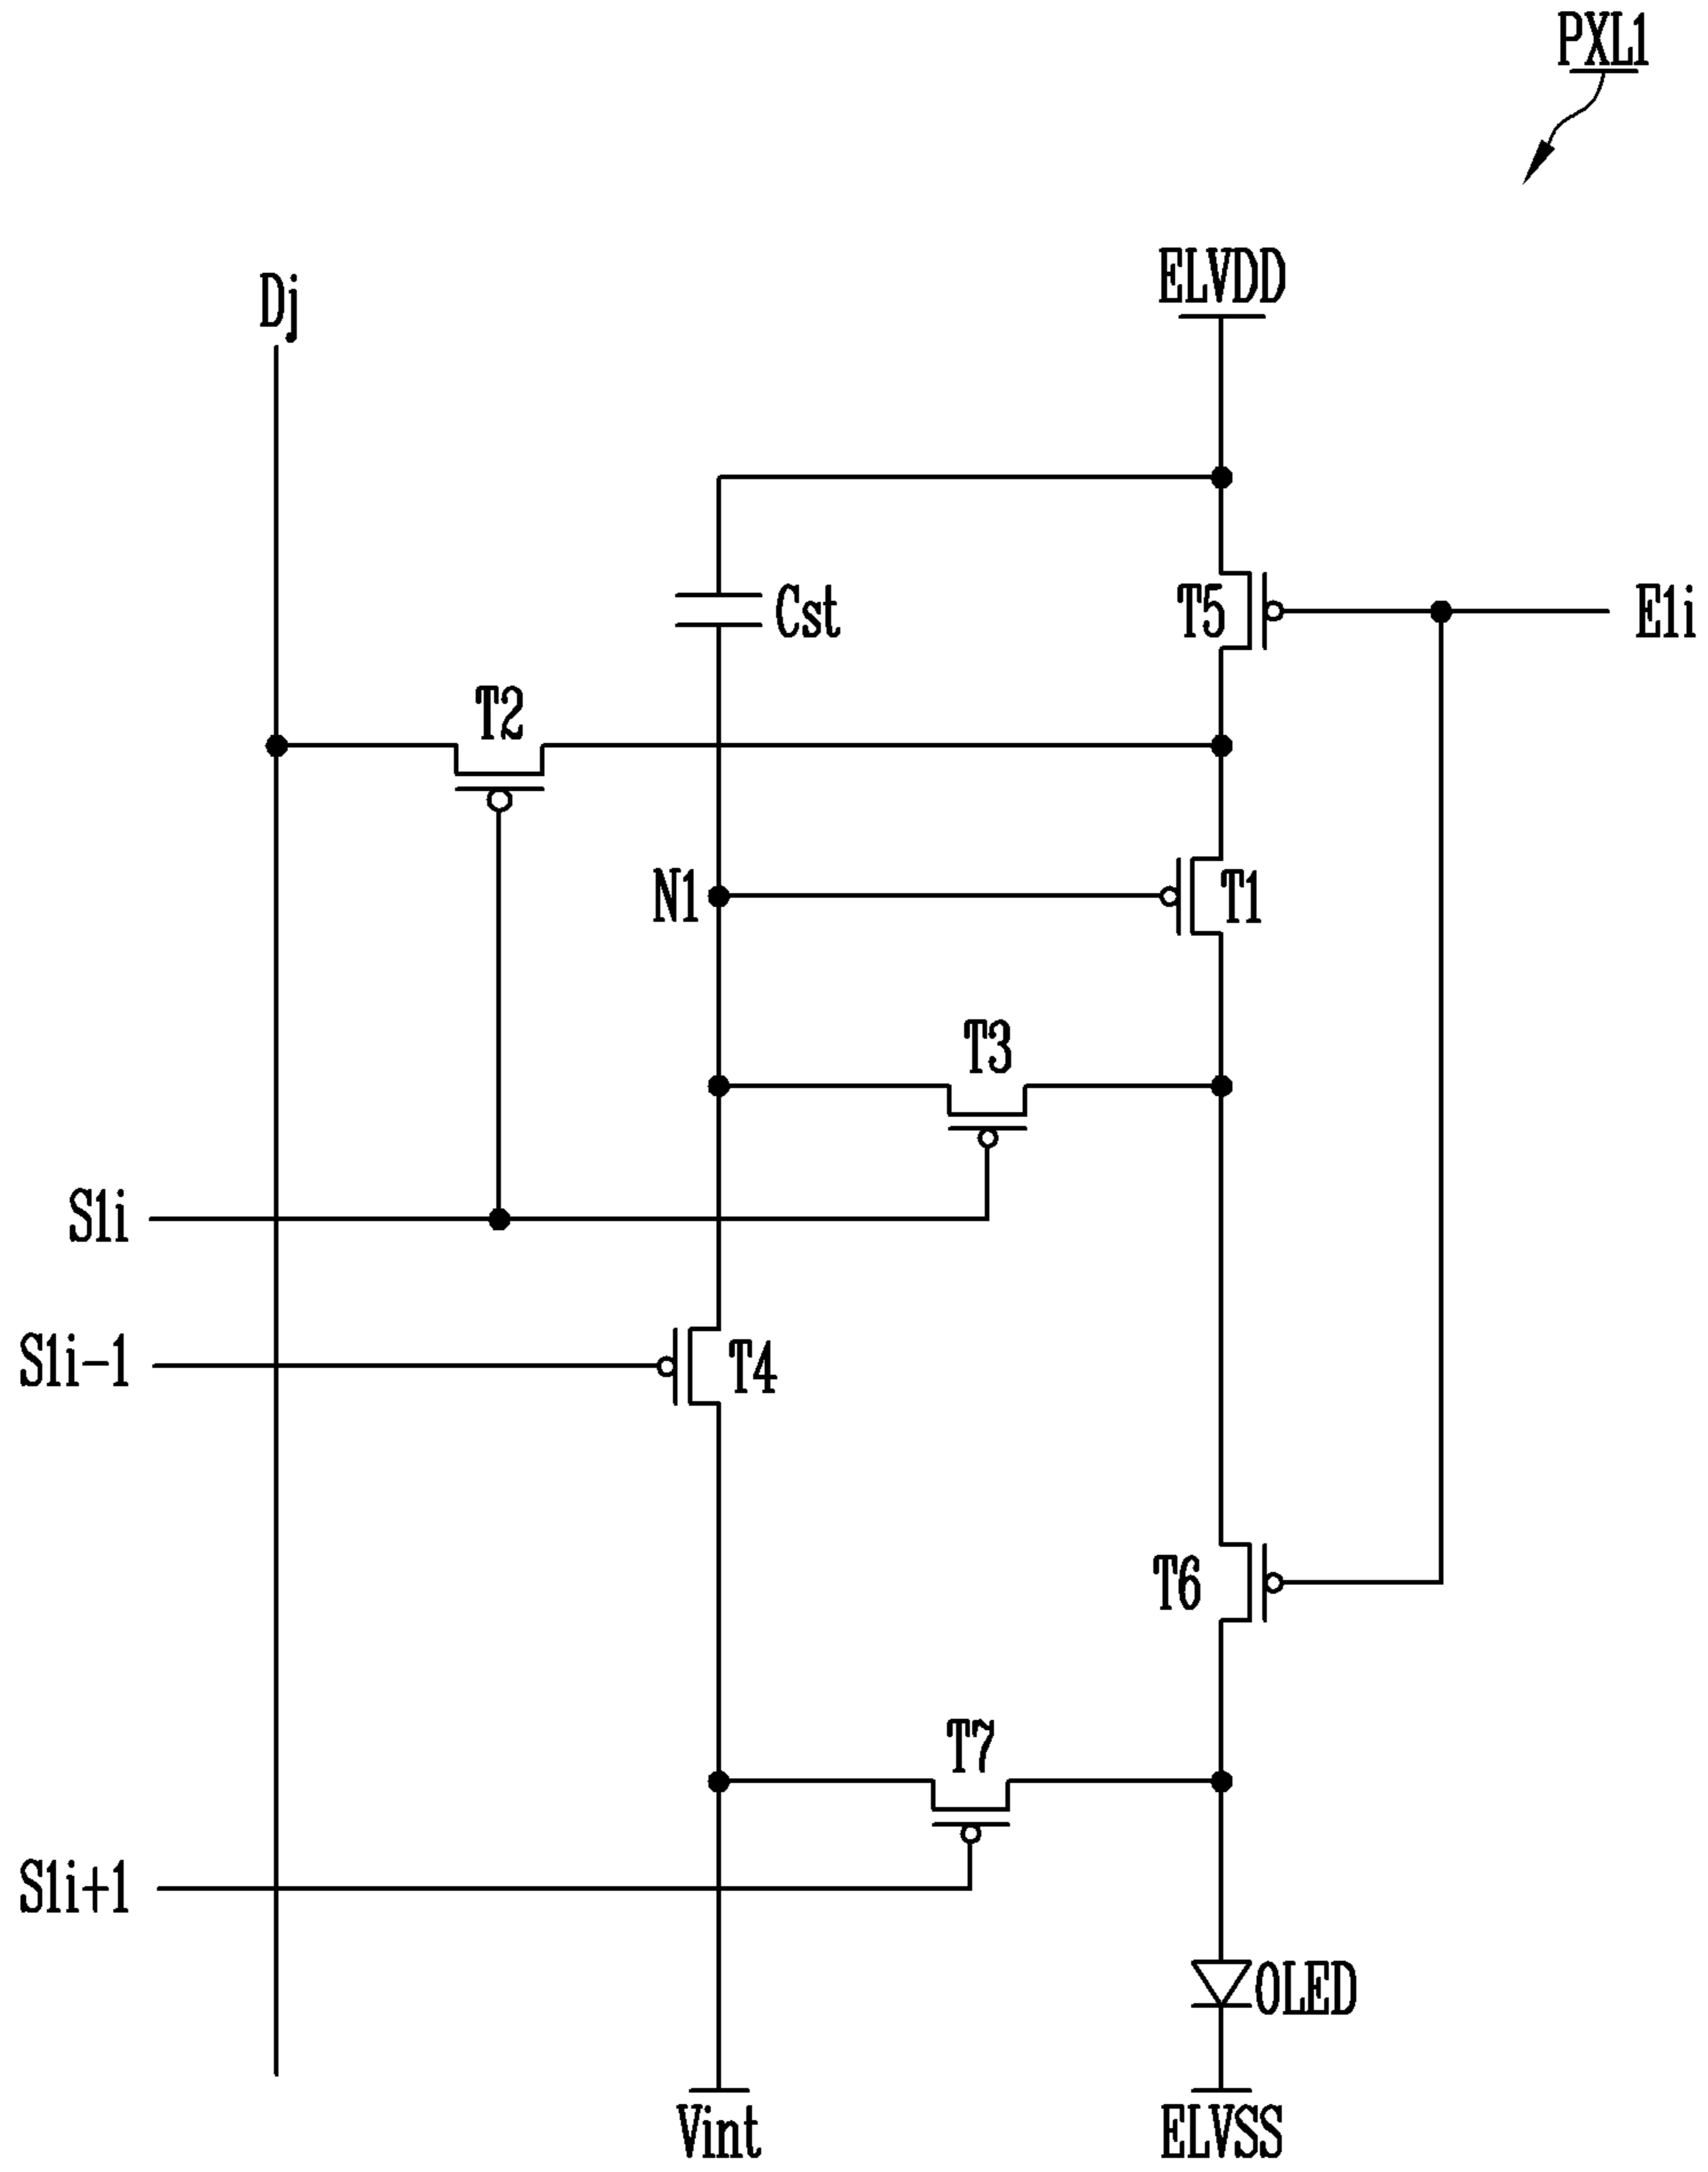 PXL1
ELVDD
Dj
Cst
T5
E1i
T2
N1
T1
T3
S1i
S1i-1
T4
T6
T7
S1i+1
OLED
Vint
ELVSS